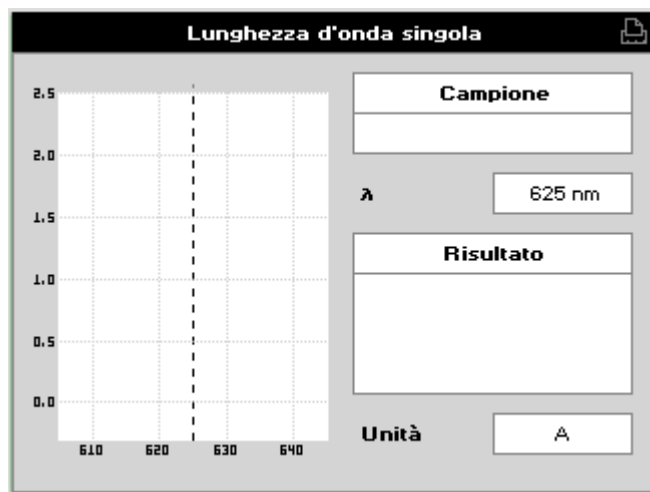 Lunghezza d'onda singola
2.5
2.0
1.5
1.0
0.5
0.0
610 620 630 640
Campione
λ 625 nm
Risultato
Unità A